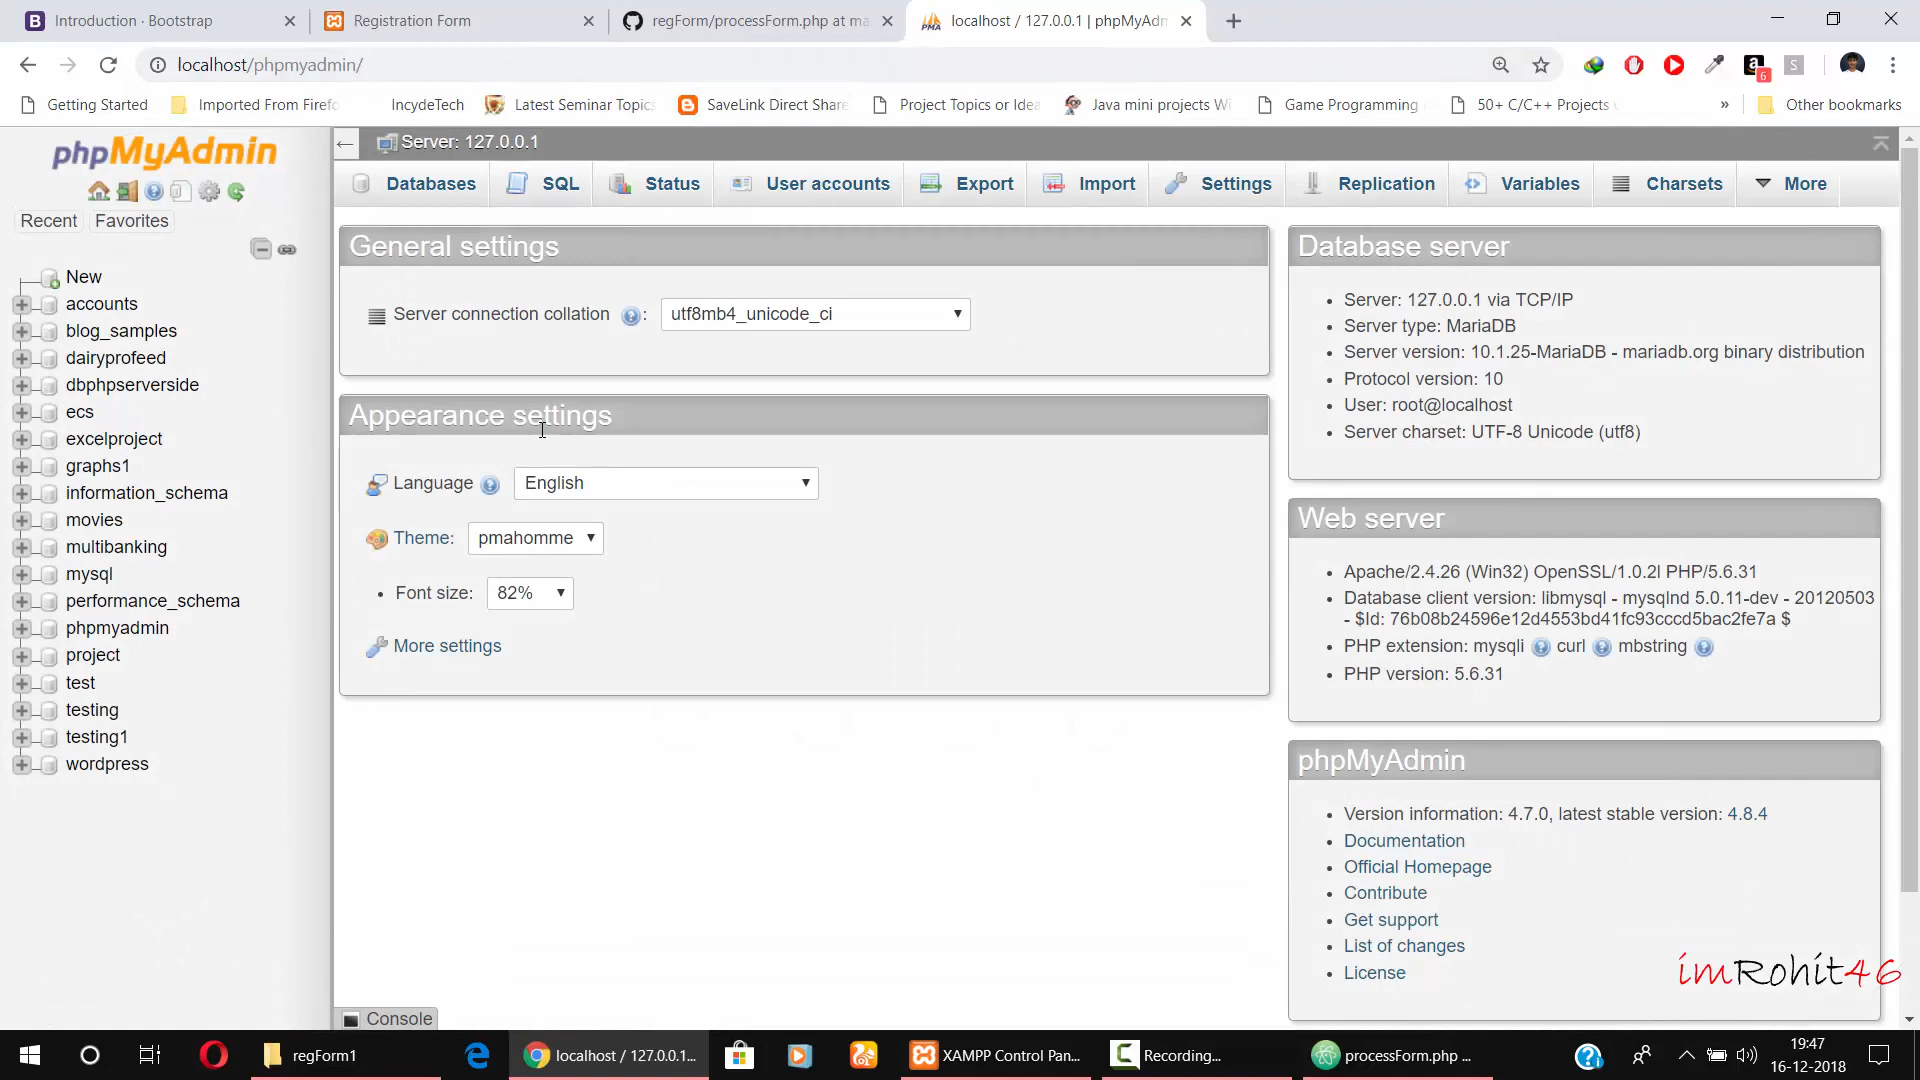 Introduction · Bootstrap
Registration Form
regForm/processForm.php at ma
localhost / 127.0.0.1 | phpMyAdm
localhost/phpmyadmin/
Getting Started
Imported From Firefo
IncydeTech
Latest Seminar Topics
SaveLink Direct Share
Project Topics or Idea
Java mini projects Wi
Game Programming
50+ C/C++ Projects
»
Other bookmarks
phpMyAdmin
Recent
Favorites
New
accounts
blog_samples
dairyprofeed
dbphpserverside
ecs
excelproject
graphs1
information_schema
movies
multibanking
mysql
performance_schema
phpmyadmin
project
test
testing
testing1
wordpress
Server: 127.0.0.1
Databases
SQL
Status
User accounts
Export
Import
Settings
Replication
Variables
Charsets
More
General settings
Server connection collation : utf8mb4_unicode_ci
Appearance settings
Language English
Theme: pmahomme
Font size: 82%
More settings
Database server
Server: 127.0.0.1 via TCP/IP
Server type: MariaDB
Server version: 10.1.25-MariaDB - mariadb.org binary distribution
Protocol version: 10
User: root@localhost
Server charset: UTF-8 Unicode (utf8)
Web server
Apache/2.4.26 (Win32) OpenSSL/1.0.2l PHP/5.6.31
Database client version: libmysql - mysqlnd 5.0.11-dev - 20120503
- $Id: 76b08b24596e12d4553bd41fc93cccd5bac2fe7a $
PHP extension: mysqli curl mbstring
PHP version: 5.6.31
phpMyAdmin
Version information: 4.7.0, latest stable version: 4.8.4
Documentation
Official Homepage
Contribute
Get support
List of changes
License
imRohit46
Console
regForm1
localhost / 127.0.0.1...
XAMPP Control Pan...
Recording...
processForm.php ...
19:47
16-12-2018